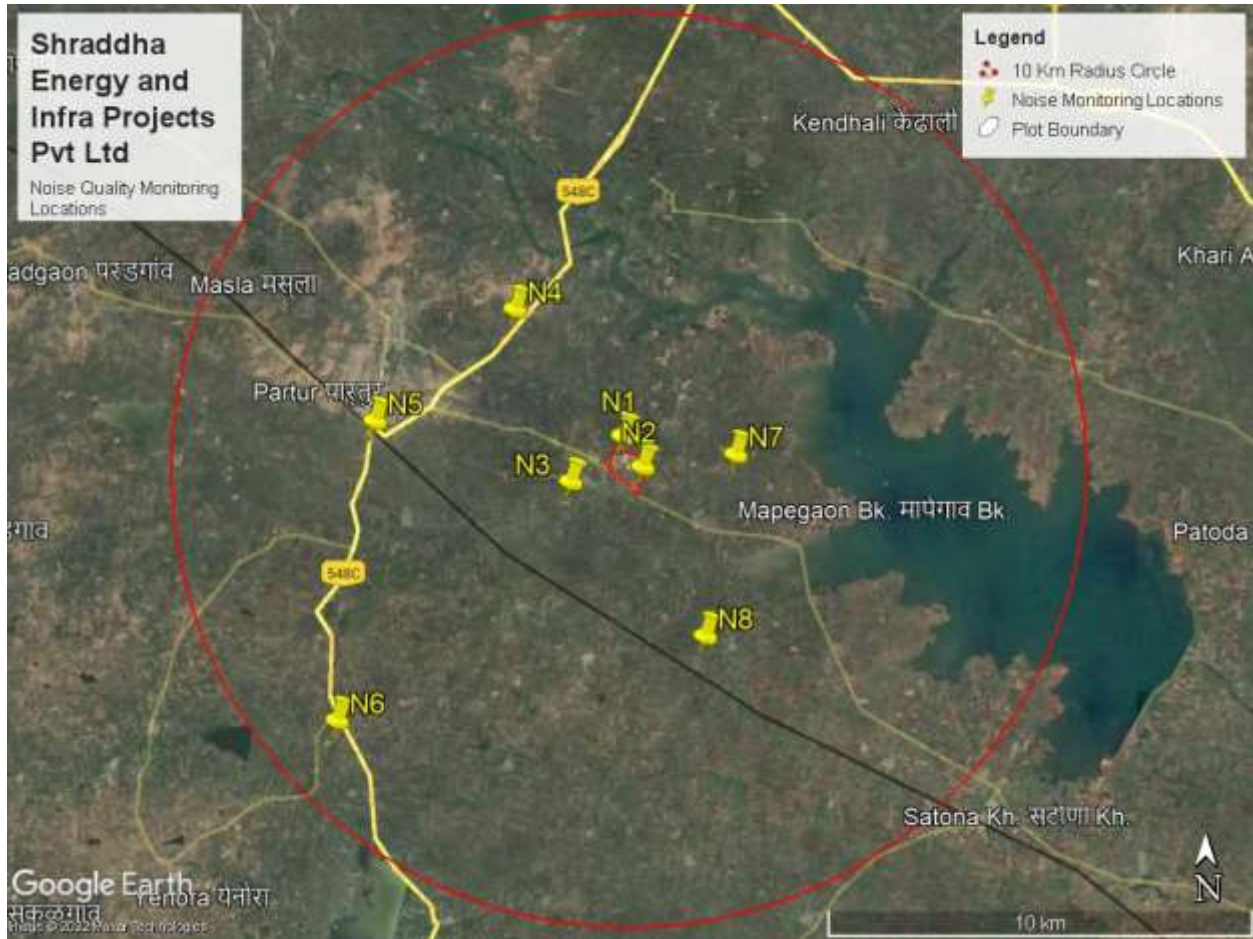 Shraddha
Energy and
Infra Projects
Pvt Ltd
Noise Quality Monitoring
Locations
Legend
10 Km Radius Circle
Noise Monitoring Locations
Plot Boundary
Kendhali केंढाली
548C
Khari A
adgaon परडगांव
Masla मसला
N4
Partur परतुर
N5
N1
N2
N7
N3
Mapegaon Bk. मापेगाव Bk
Patoda
548C
N8
N6
Satona Kh. सटोणा Kh.
Google Earth
Yenora येनोरा
N
10 km